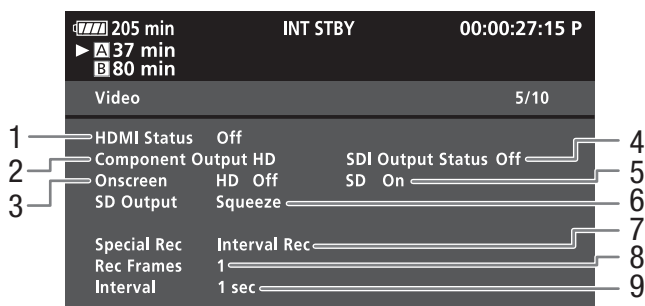 205 min INT STBY 00:00:27:15 P
A 37 min
B 80 min
Video 5/10
1 HDMI Status Off
2 Component Output HD SDI Output Status Off 4
3 Onscreen HD Off SD On 5
SD Output Squeeze 6
Special Rec Interval Rec 7
Rec Frames 1 8
Interval 1 sec 9